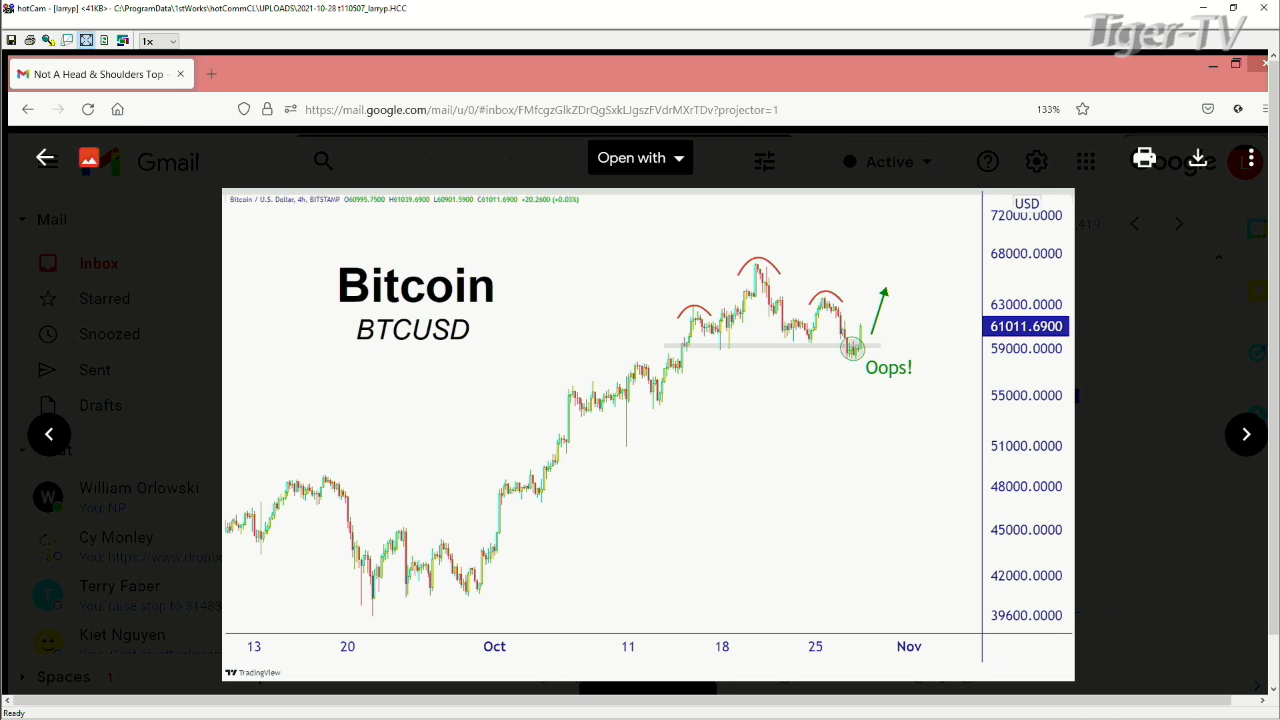 hotCam - [larryp] <41KB> - C:\ProgramData\1stWorks\hotCommCL\UPLOADS\2021-10-28 t110507_larryp.HCC
Tiger-TV
1x
Not A Head & Shoulders Top
https://mail.google.com/mail/u/0/#inbox/FMfcgzGlkZDrQgSxkLJgszFVdrMXrTDv?projector=1
133%
Gmail
Open with
Active
Google
L
Mail
Inbox
Starred
Snoozed
Sent
Drafts
William Orlowski
You: NP
Cy Monley
You: https://www.dropbo
Terry Faber
You: raise stop to 31483
Kiet Nguyen
Spaces 1
,419
Bitcoin / U.S. Dollar, 4h, BITSTAMP O60995.7500 H61039.6900 L60901.5900 C61011.6900 +20.2600 (+0.03%)
Bitcoin
BTCUSD
Oops!
USD
72000.0000
68000.0000
63000.0000
61011.6900
59000.0000
55000.0000
51000.0000
48000.0000
45000.0000
42000.0000
39600.0000
13 20 Oct 11 18 25 Nov
TradingView
Ready